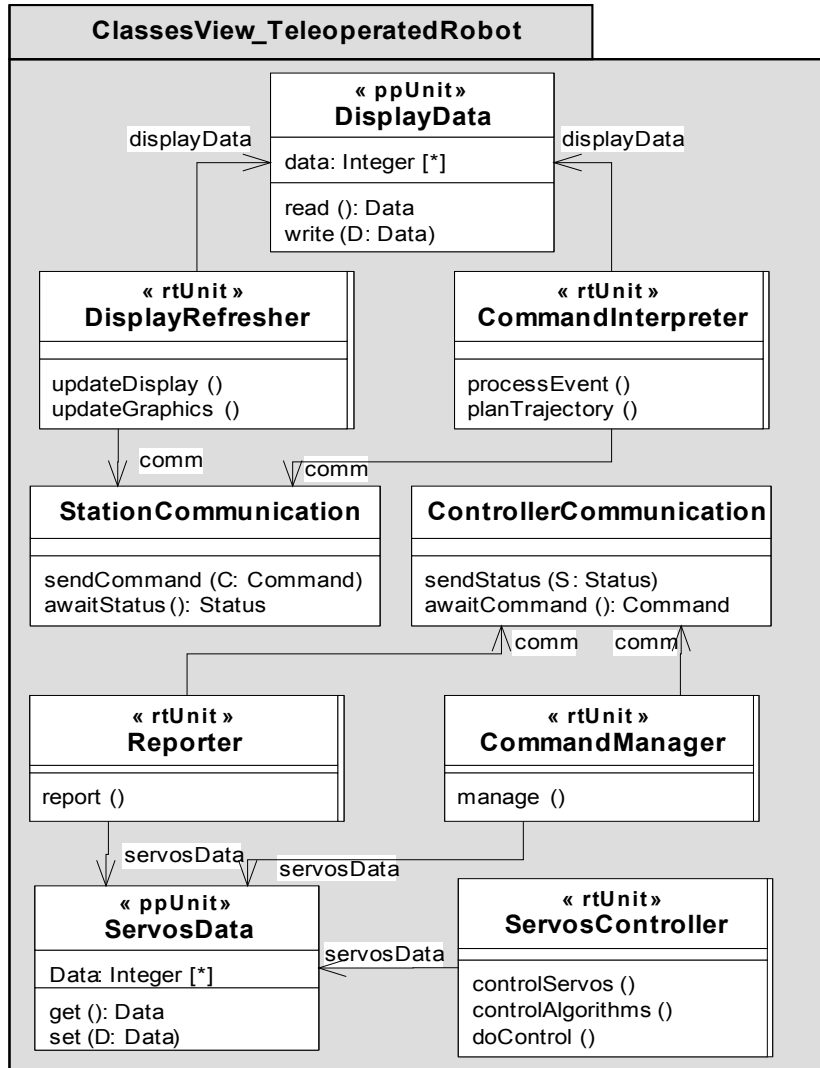 ClassesView_TeleoperatedRobot
« ppUnit»
DisplayData
data: Integer [*]
read (): Data
write (D: Data)
displayData
displayData
« rtUnit »
DisplayRefresher
updateDisplay ()
updateGraphics ()
« rtUnit »
CommandInterpreter
processEvent ()
planTrajectory ()
comm
comm
StationCommunication
sendCommand (C: Command)
awaitStatus (): Status
ControllerCommunication
sendStatus (S: Status)
awaitCommand (): Command
comm
comm
« rtUnit »
Reporter
report ()
« rtUnit »
CommandManager
manage ()
servosData
servosData
« ppUnit»
ServosData
Data: Integer [*]
get (): Data
set (D: Data)
servosData
« rtUnit »
ServosController
controlServos ()
controlAlgorithms ()
doControl ()